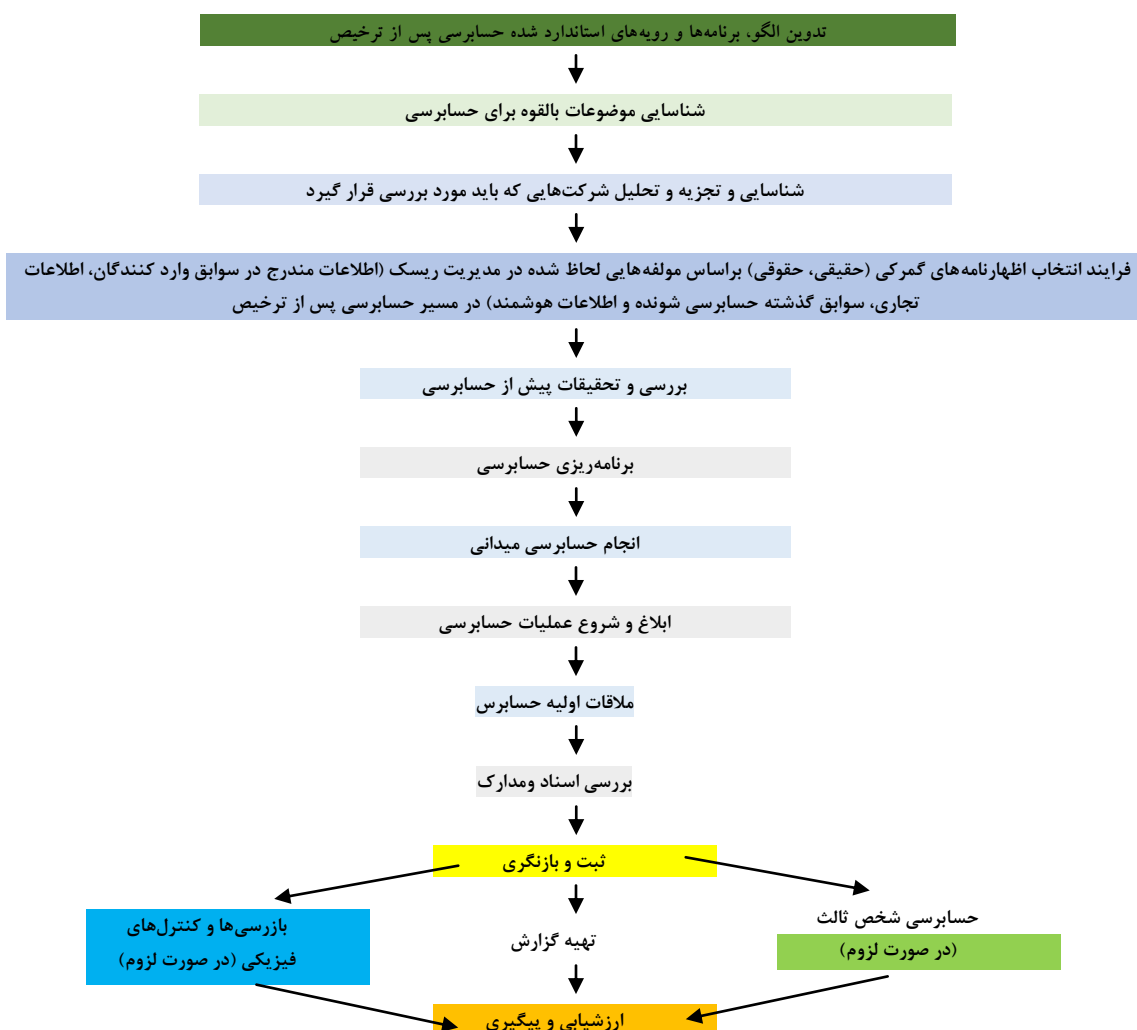 تدوین الگو، برنامه‌ها و رویه‌های استاندارد شده حسابرسی پس از ترخیص
شناسایی موضوعات بالقوه برای حسابرسی
شناسایی و تجزیه و تحلیل شرکت‌هایی که باید مورد بررسی قرار گیرد
فرایند انتخاب اظهارنامه‌های گمرکی (حقیقی، حقوقی) براساس مولفه‌هایی لحاظ شده در مدیریت ریسک (اطلاعات مندرج در سوابق وارد کنندگان، اطلاعات
تجاری، سوابق گذشته حسابرسی شونده و اطلاعات هوشمند) در مسیر حسابرسی پس از ترخیص
بررسی و تحقیقات پیش از حسابرسی
برنامه‌ریزی حسابرسی
انجام حسابرسی میدانی
ابلاغ و شروع عملیات حسابرسی
ملاقات اولیه حسابرس
بررسی اسناد ومدارک
ثبت و بازنگری
حسابرسی شخص ثالث
(در صورت لزوم)
تهیه گزارش
بازرسی‌ها و کنترل‌های
فیزیکی (در صورت لزوم)
ارزشیابی و پیگیری